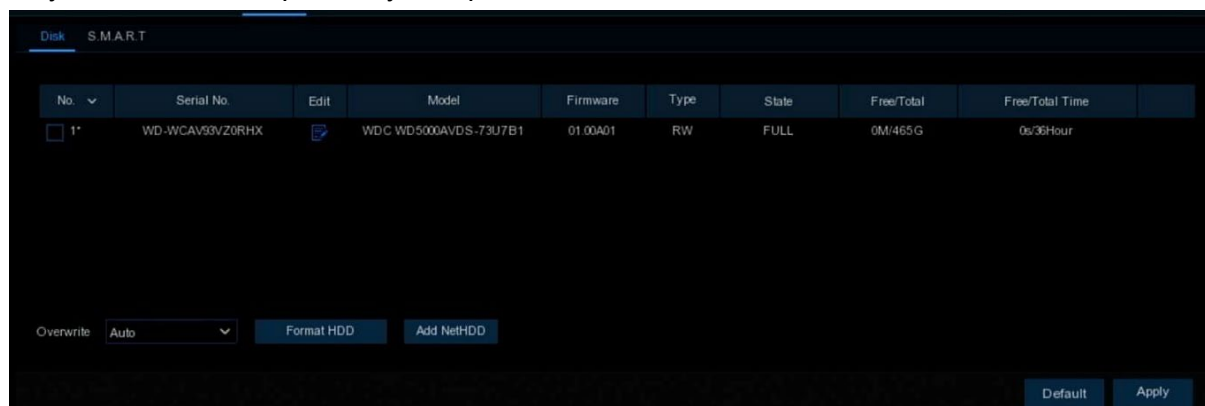 Disk S.M.A.R.T
No. Serial No. Edit Model Firmware Type State Free/Total Free/Total Time
1* WD-WCAV93VZ0RHX WDC WD5000AVDS-73U7B1 01.00A01 RW FULL 0M/465G 0s/36Hour
Overwrite Auto Format HDD Add NetHDD
Default Apply